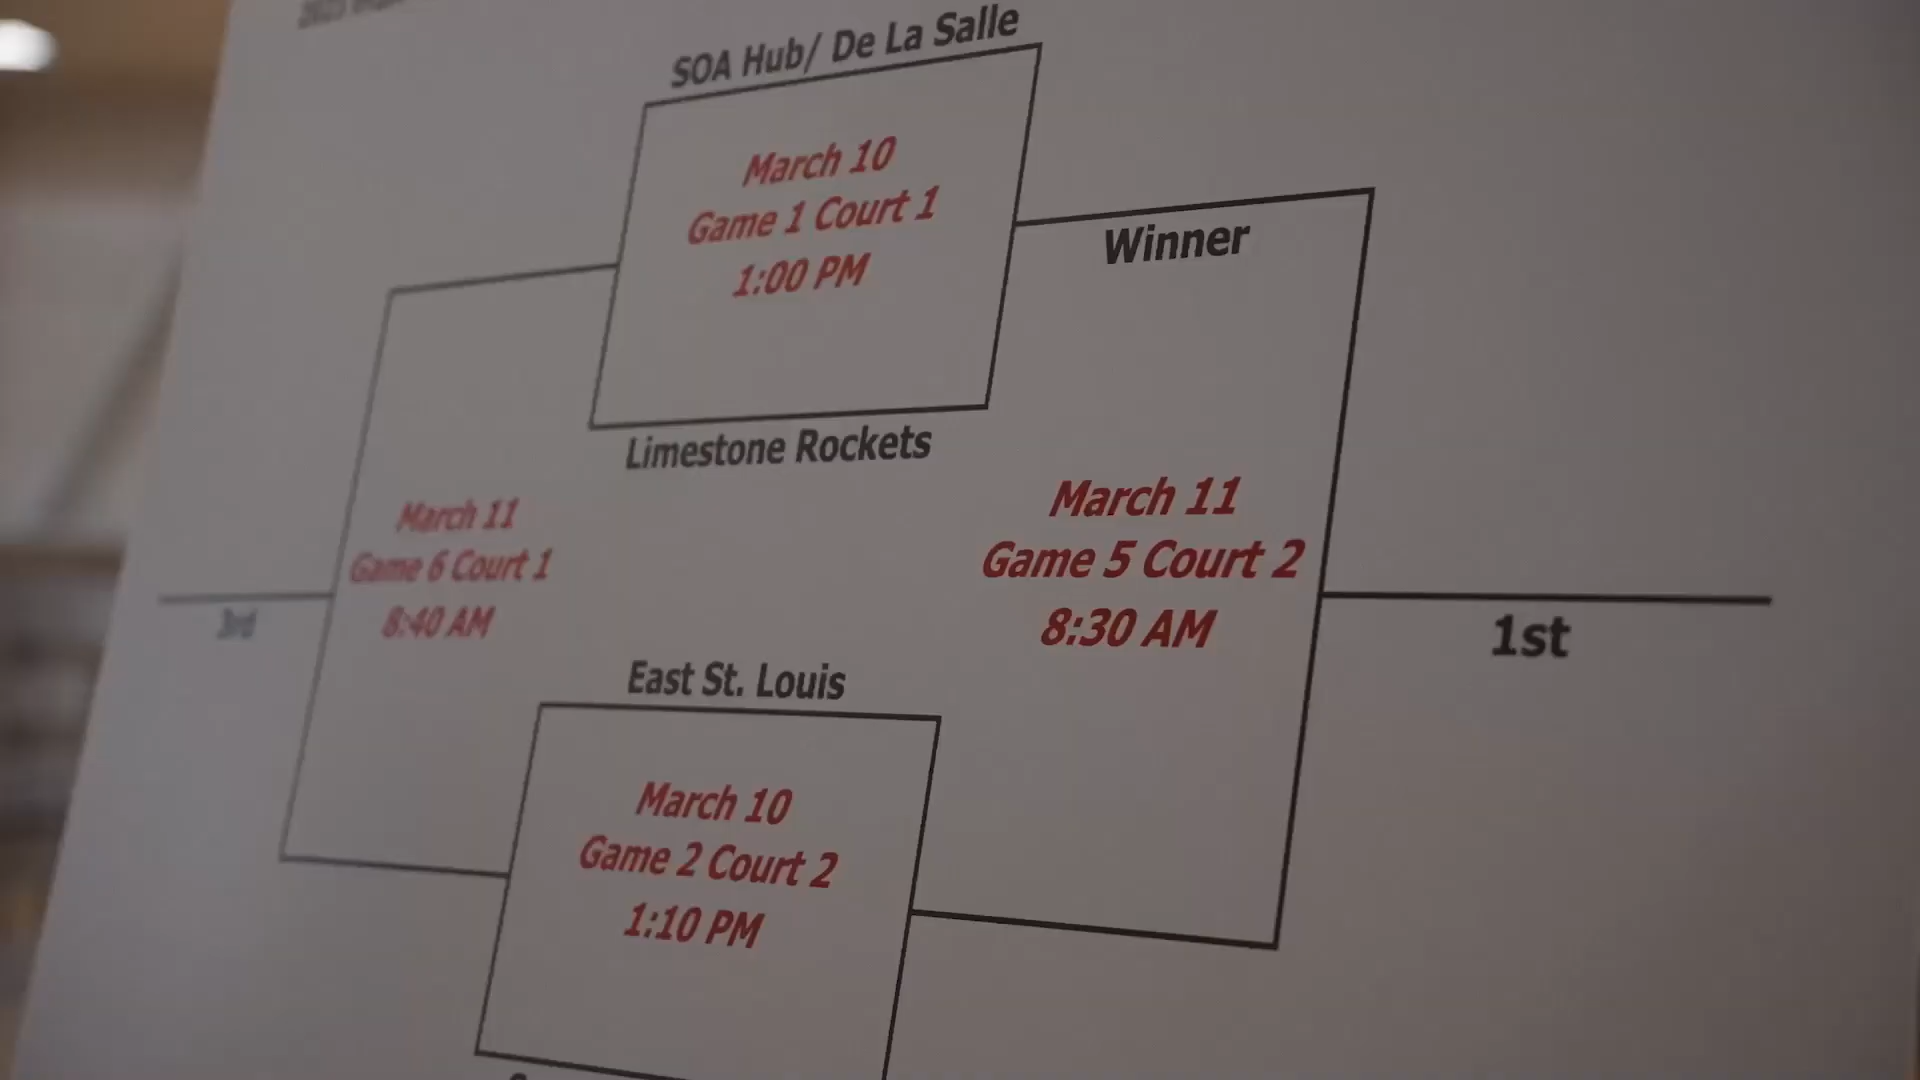 SOA Hub/ De La Salle
March 10
Game 1 Court 1
1:00 PM
Winner
Limestone Rockets
March 11
Game 6 Court 1
8:40 AM
3rd
March 11
Game 5 Court 2
8:30 AM
1st
East St. Louis
March 10
Game 2 Court 2
1:10 PM